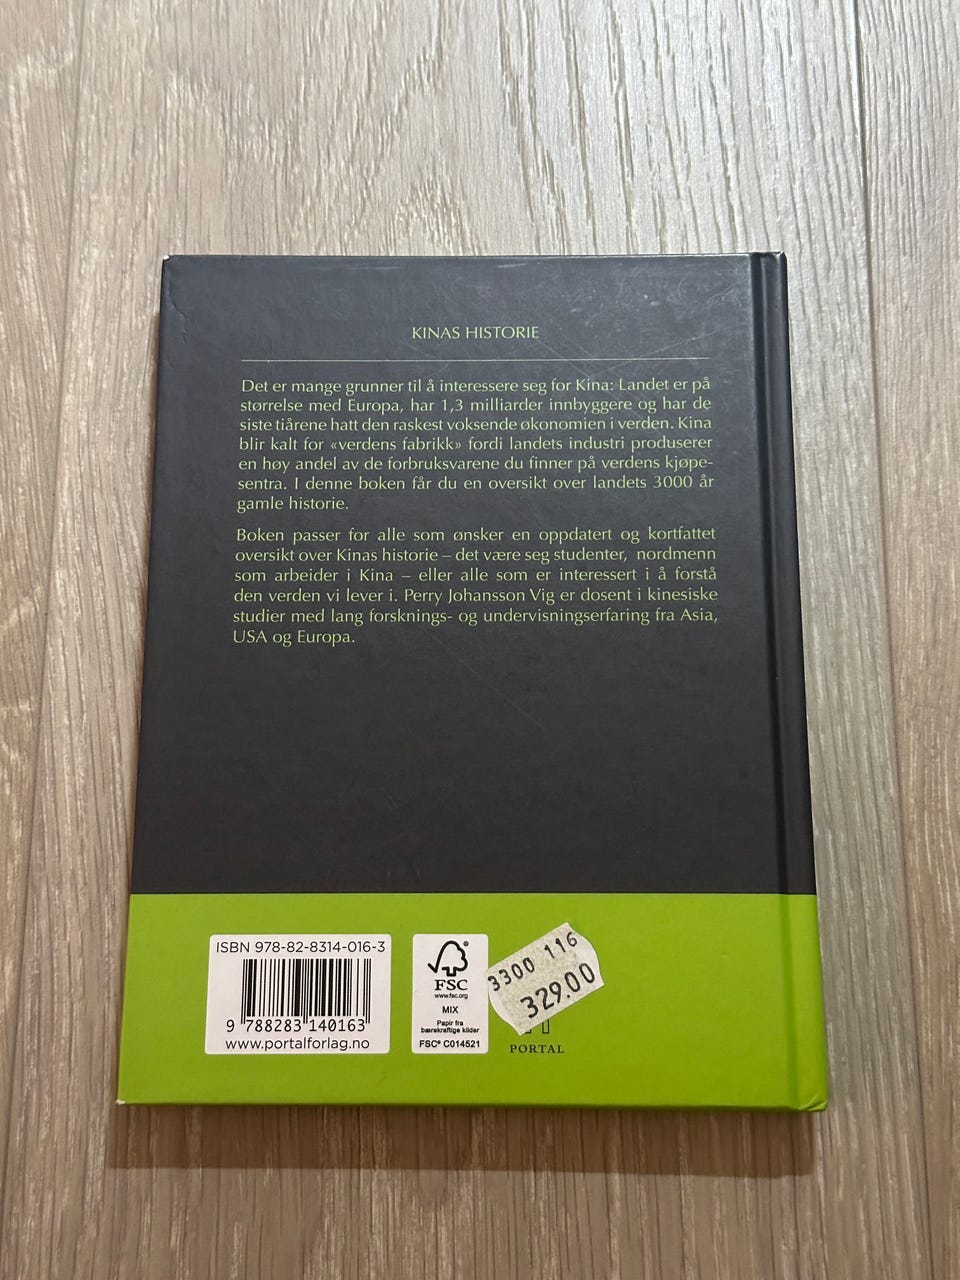 KINAS HISTORIE
Det er mange grunner til å interessere seg for Kina: Landet er på
størrelse med Europa, har 1,3 milliarder innbyggere og har de
siste tiårene hatt den raskest voksende økonomien i verden. Kina
blir kalt for «verdens fabrikk» fordi landets industri produserer
en høy andel av de forbruksvarene du finner på verdens kjøpe-
sentra. I denne boken får du en oversikt over landets 3000 år
gamle historie.
Boken passer for alle som ønsker en oppdatert og kortfattet
oversikt over Kinas historie – det være seg studenter, nordmenn
som arbeider i Kina – eller alle som er interessert i å forstå
den verden vi lever i. Perry Johansson Vig er dosent i kinesiske
studier med lang forsknings- og undervisningserfaring fra Asia,
USA og Europa.
ISBN 978-82-8314-016-3
9 788283 140163
www.portalforlag.no
FSC
www.fsc.org
MIX
Papir fra
bærekraftige kilder
FSC® C014521
3300 116
329.00
PORTAL